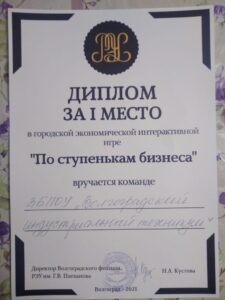 ДИПЛОМ
ЗА I МЕСТО
в городской экономической интерактивной
игре
"По ступенькам бизнеса"
вручается команде
ГБПОУ "Волгоградский
индустриальный техникум"
Директор Волгоградского филиала
РЭУ им. Г.В. Плеханова
Н.А. Кустова
Волгоград - 2021